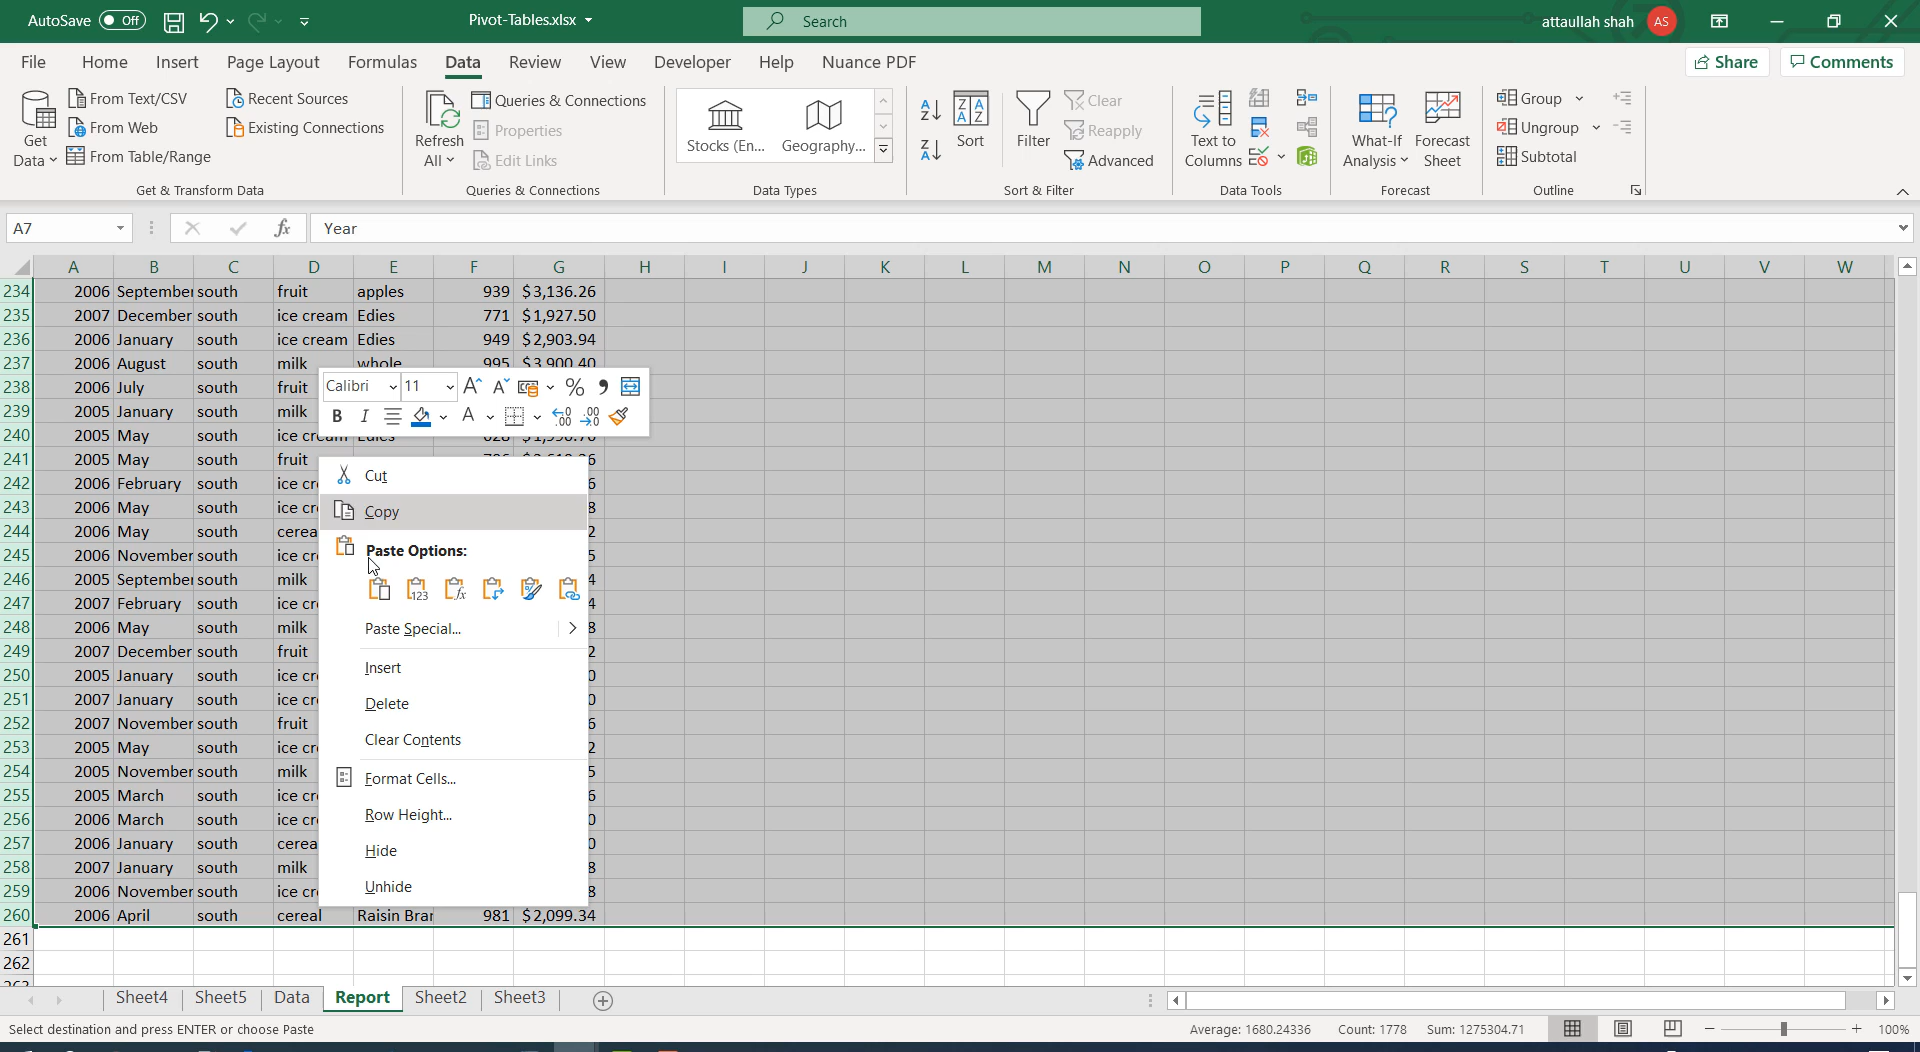 AutoSave Off Pivot-Tables.xlsx Search attaullah shah AS
File Home Insert Page Layout Formulas Data Review View Developer Help Nuance PDF Share Comments
Get Data
From Text/CSV
From Web
From Table/Range
Recent Sources
Existing Connections
Get & Transform Data
Refresh All
Queries & Connections
Properties
Edit Links
Queries & Connections
Stocks (En...
Geography...
Data Types
Sort
Filter
Clear
Reapply
Advanced
Sort & Filter
Text to Columns
Data Tools
What-If Analysis
Forecast Sheet
Forecast
Group
Ungroup
Subtotal
Outline
A7 fx Year
A B C D E F G H I J K L M N O P Q R S T U V W
234 2006 September south fruit apples 939 $3,136.26
235 2007 December south ice cream Edies 771 $1,927.50
236 2006 January south ice cream Edies 949 $2,903.94
237 2006 August south milk whole 995 $3,900.40
238 2006 July south fruit
239 2005 January south milk
240 2005 May south ice cream Edies
241 2005 May south fruit
242 2006 February south ice cr 6
243 2006 May south ice cr 8
244 2006 May south cerea 2
245 2006 November south ice cr 5
246 2005 September south milk 4
247 2007 February south ice cr 4
248 2006 May south milk 8
249 2007 December south fruit 2
250 2005 January south ice cr 0
251 2007 January south ice cr 0
252 2007 November south fruit 6
253 2005 May south ice cr 2
254 2005 November south milk 5
255 2005 March south ice cr 6
256 2006 March south ice cr 0
257 2006 January south cerea 0
258 2007 January south milk 8
259 2006 November south ice cr 8
260 2006 April south cereal Raisin Bran 981 $2,099.34
261
262
Calibri 11
B I A
Cut
Copy
Paste Options:
Paste Special...
Insert
Delete
Clear Contents
Format Cells...
Row Height...
Hide
Unhide
Sheet4 Sheet5 Data Report Sheet2 Sheet3
Select destination and press ENTER or choose Paste Average: 1680.24336 Count: 1778 Sum: 1275304.71 100%